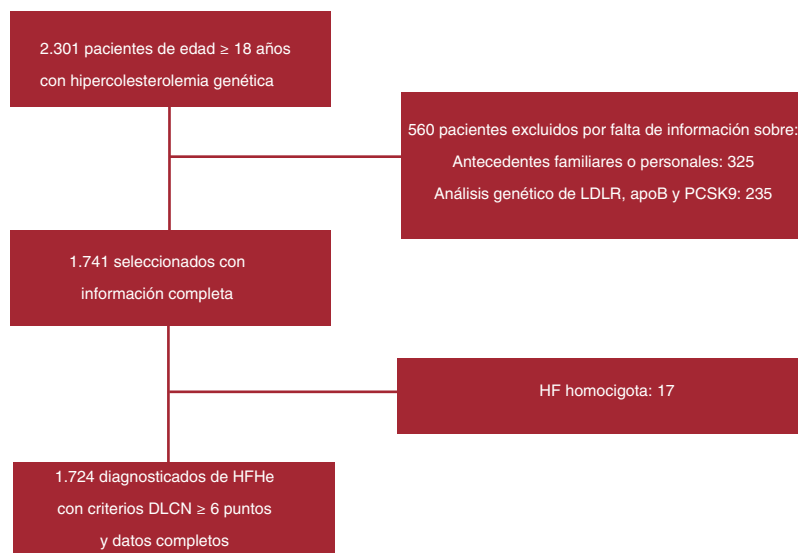 2.301 pacientes de edad ≥ 18 años
con hipercolesterolemia genética
560 pacientes excluidos por falta de información sobre:
Antecedentes familiares o personales: 325
Análisis genético de LDLR, apoB y PCSK9: 235
1.741 seleccionados con
información completa
HF homocigota: 17
1.724 diagnosticados de HFHe
con criterios DLCN ≥ 6 puntos
y datos completos